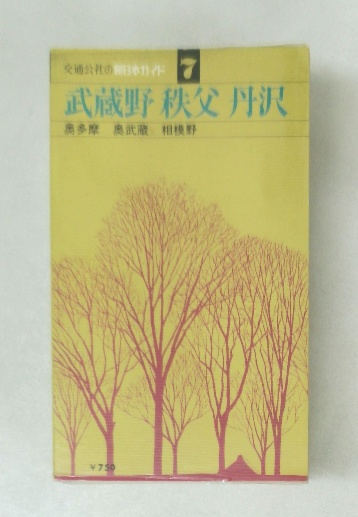 交通公社の新日本ガイド 7
武蔵野 秩父 丹沢
奥多摩 奥武蔵 相模野
￥750